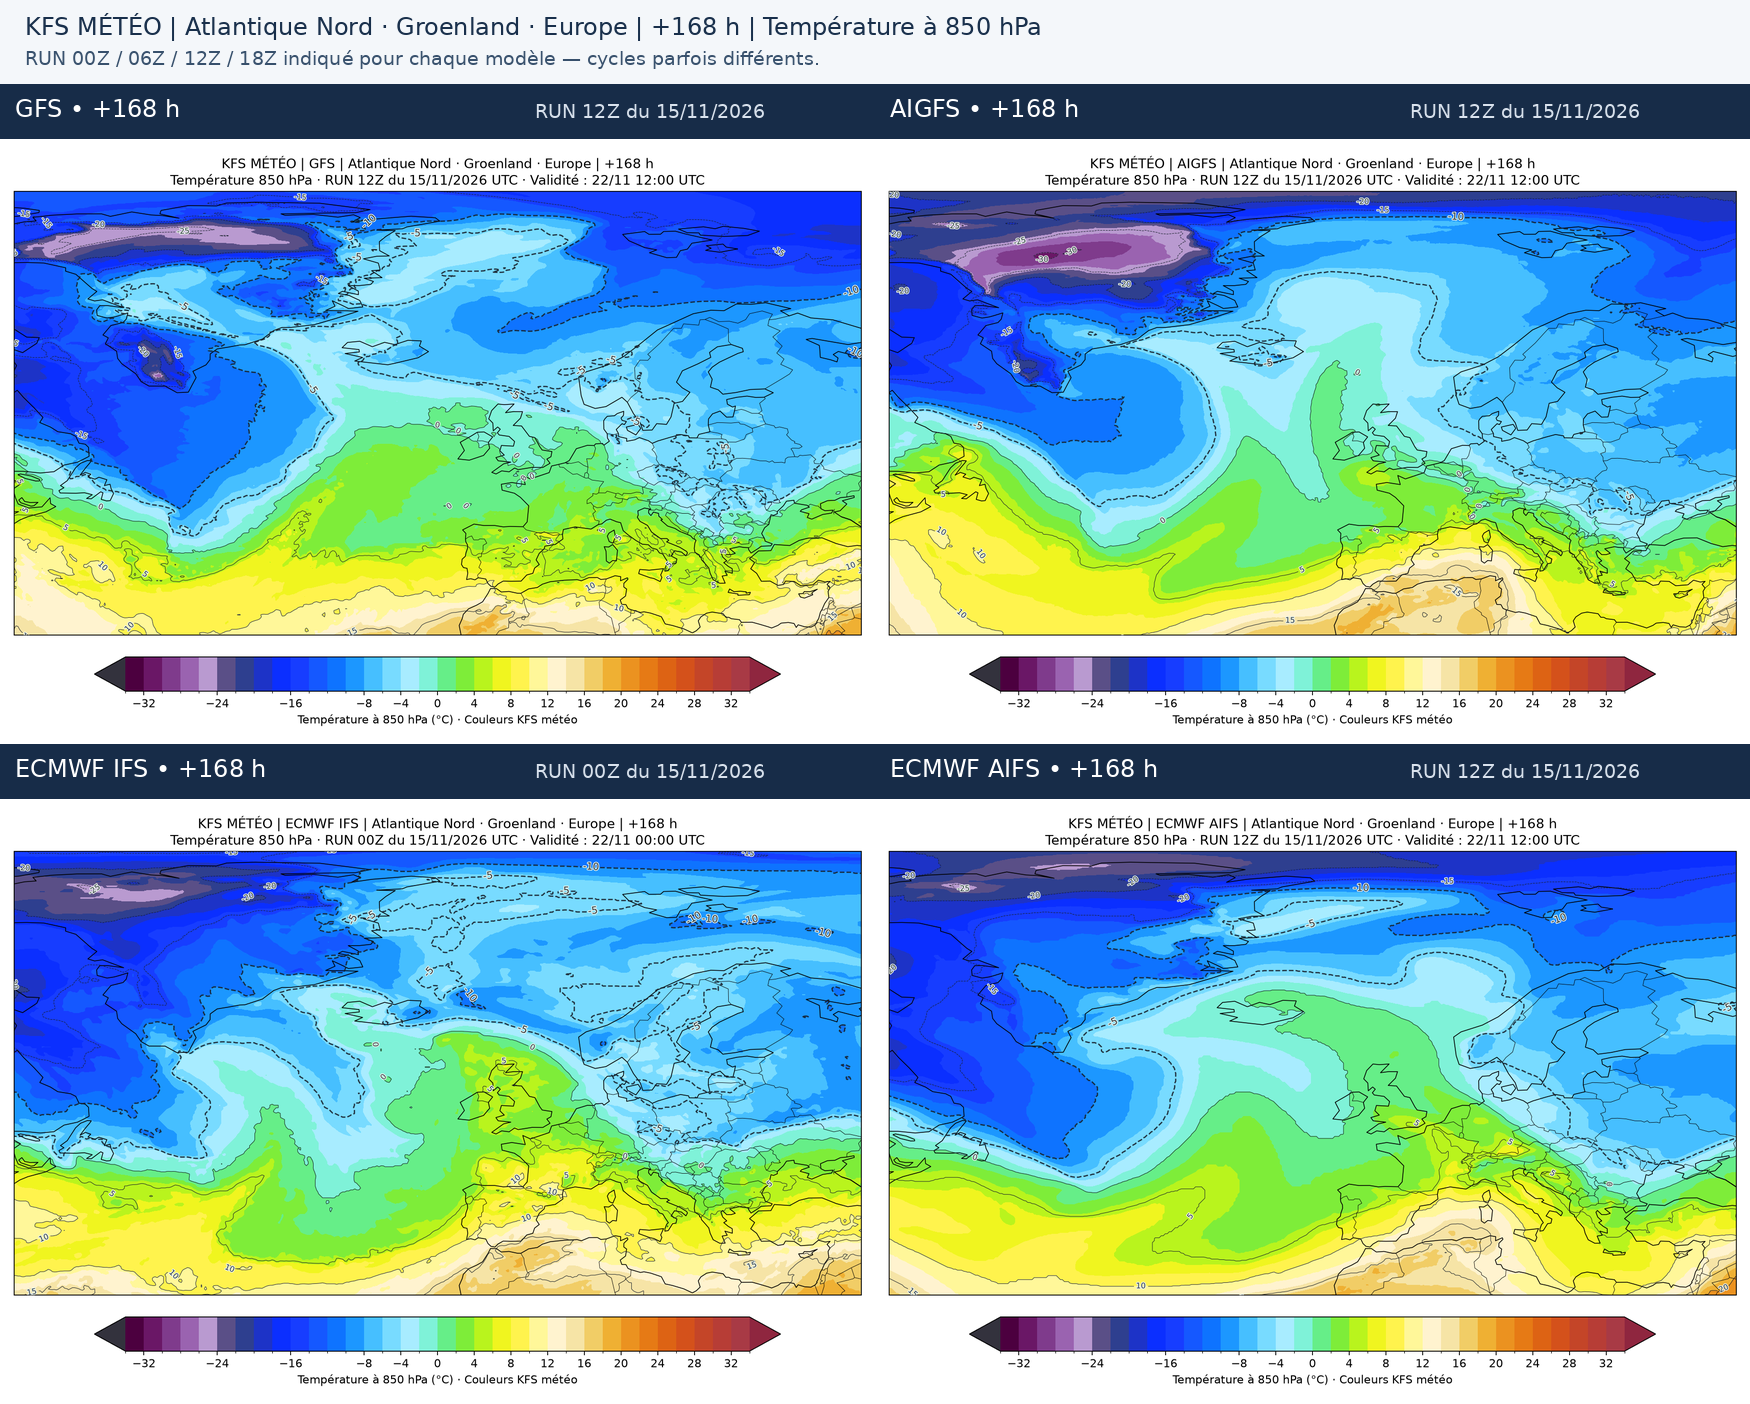 KFS MÉTÉO | Atlantique Nord · Groenland · Europe | +168 h | Température à 850 hPa
RUN 00Z / 06Z / 12Z / 18Z indiqué pour chaque modèle — cycles parfois différents.
GFS • +168 h
RUN 12Z du 15/11/2026
AIGFS • +168 h
RUN 12Z du 15/11/2026
KFS MÉTÉO | GFS | Atlantique Nord · Groenland · Europe | +168 h
Température 850 hPa · RUN 12Z du 15/11/2026 UTC · Validité : 22/11 12:00 UTC
KFS MÉTÉO | AIGFS | Atlantique Nord · Groenland · Europe | +168 h
Température 850 hPa · RUN 12Z du 15/11/2026 UTC · Validité : 22/11 12:00 UTC
−32 −24 −16 −8 −4 0 4 8 12 16 20 24 28 32
Température à 850 hPa (°C) · Couleurs KFS météo
−32 −24 −16 −8 −4 0 4 8 12 16 20 24 28 32
Température à 850 hPa (°C) · Couleurs KFS météo
ECMWF IFS • +168 h
RUN 00Z du 15/11/2026
ECMWF AIFS • +168 h
RUN 12Z du 15/11/2026
KFS MÉTÉO | ECMWF IFS | Atlantique Nord · Groenland · Europe | +168 h
Température 850 hPa · RUN 00Z du 15/11/2026 UTC · Validité : 22/11 00:00 UTC
KFS MÉTÉO | ECMWF AIFS | Atlantique Nord · Groenland · Europe | +168 h
Température 850 hPa · RUN 12Z du 15/11/2026 UTC · Validité : 22/11 12:00 UTC
−32 −24 −16 −8 −4 0 4 8 12 16 20 24 28 32
Température à 850 hPa (°C) · Couleurs KFS météo
−32 −24 −16 −8 −4 0 4 8 12 16 20 24 28 32
Température à 850 hPa (°C) · Couleurs KFS météo